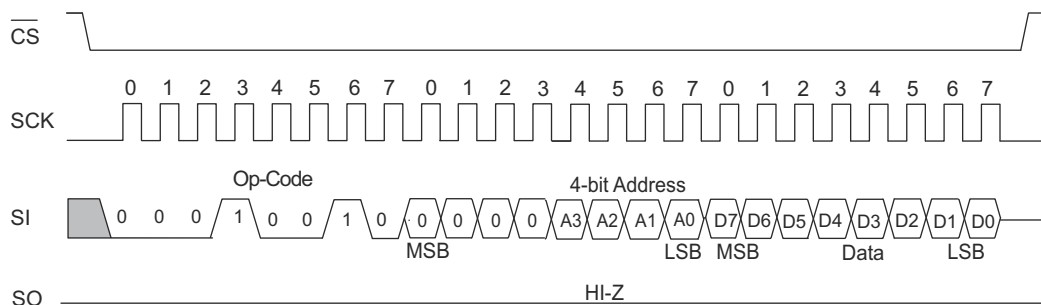 CS
0 1 2 3 4 5 6 7 0 1 2 3 4 5 6 7 0 1 2 3 4 5 6 7
SCK
Op-Code 4-bit Address
SI 0 0 0 1 0 0 1 0 0 0 0 0 A3 A2 A1 A0 D7 D6 D5 D4 D3 D2 D1 D0
MSB LSB MSB Data LSB
HI-Z
SO